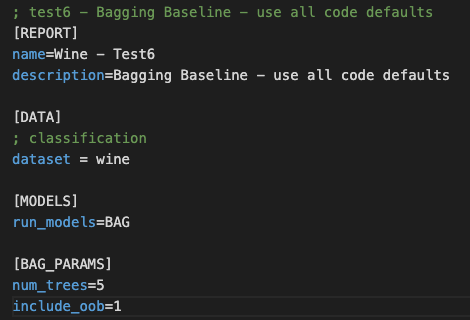 ; test6 - Bagging Baseline - use all code defaults
[REPORT]
name=Wine - Test6
description=Bagging Baseline - use all code defaults
[DATA]
; classification
dataset = wine
[MODELS]
run_models=BAG
[BAG_PARAMS]
num_trees=5
include_oob=1